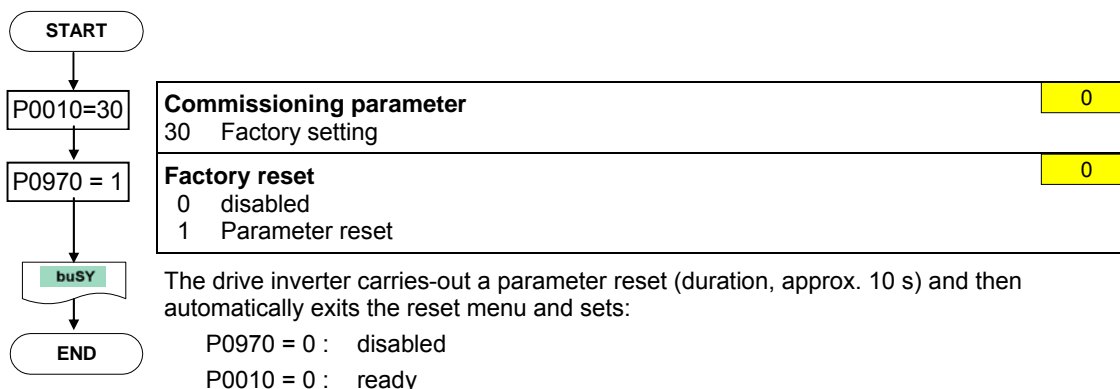 START
P0010=30
Commissioning parameter 0
30 Factory setting
P0970 = 1
Factory reset 0
0 disabled
1 Parameter reset
buSY
The drive inverter carries-out a parameter reset (duration, approx. 10 s) and then
automatically exits the reset menu and sets:
END
P0970 = 0 : disabled
P0010 = 0 : ready